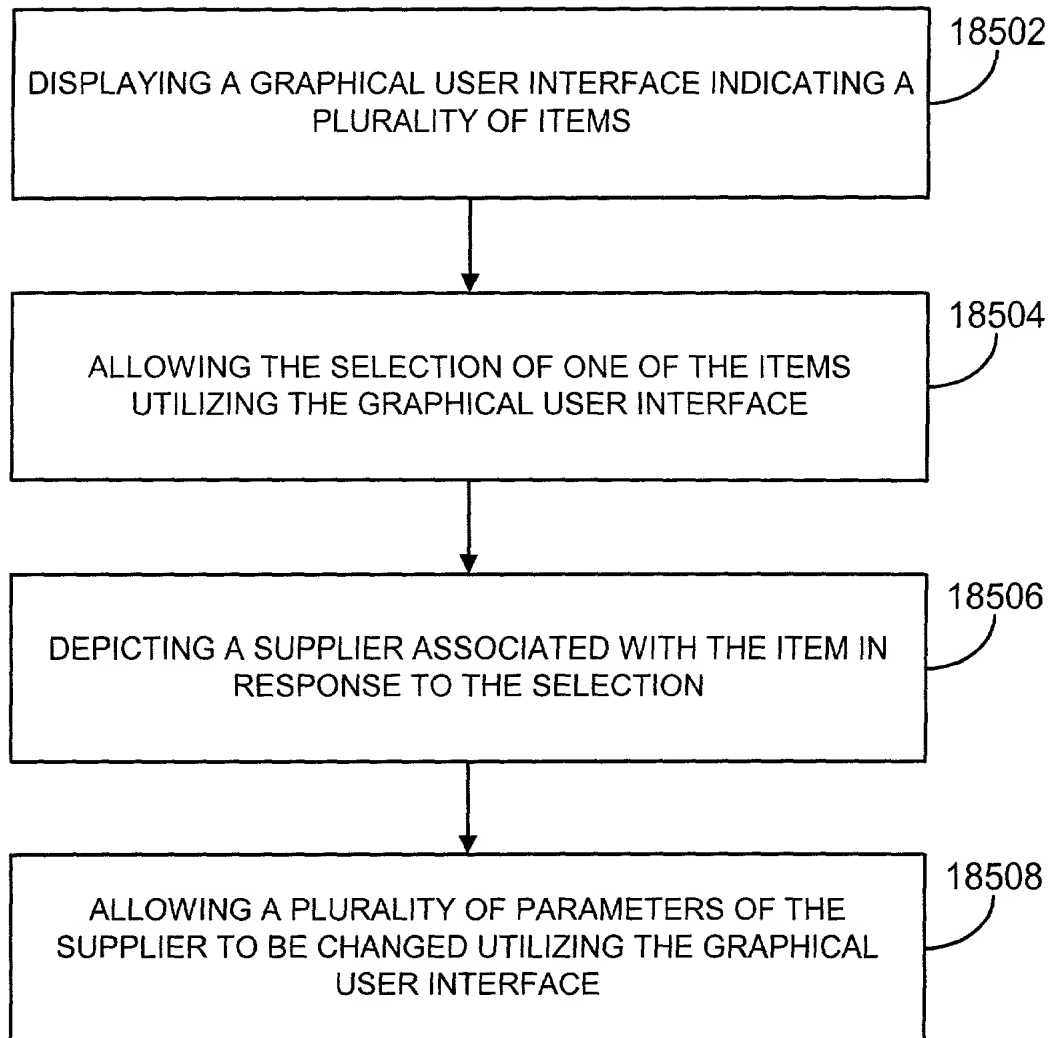 18502
DISPLAYING A GRAPHICAL USER INTERFACE INDICATING A
PLURALITY OF ITEMS
18504
ALLOWING THE SELECTION OF ONE OF THE ITEMS
UTILIZING THE GRAPHICAL USER INTERFACE
18506
DEPICTING A SUPPLIER ASSOCIATED WITH THE ITEM IN
RESPONSE TO THE SELECTION
18508
ALLOWING A PLURALITY OF PARAMETERS OF THE
SUPPLIER TO BE CHANGED UTILIZING THE GRAPHICAL
USER INTERFACE